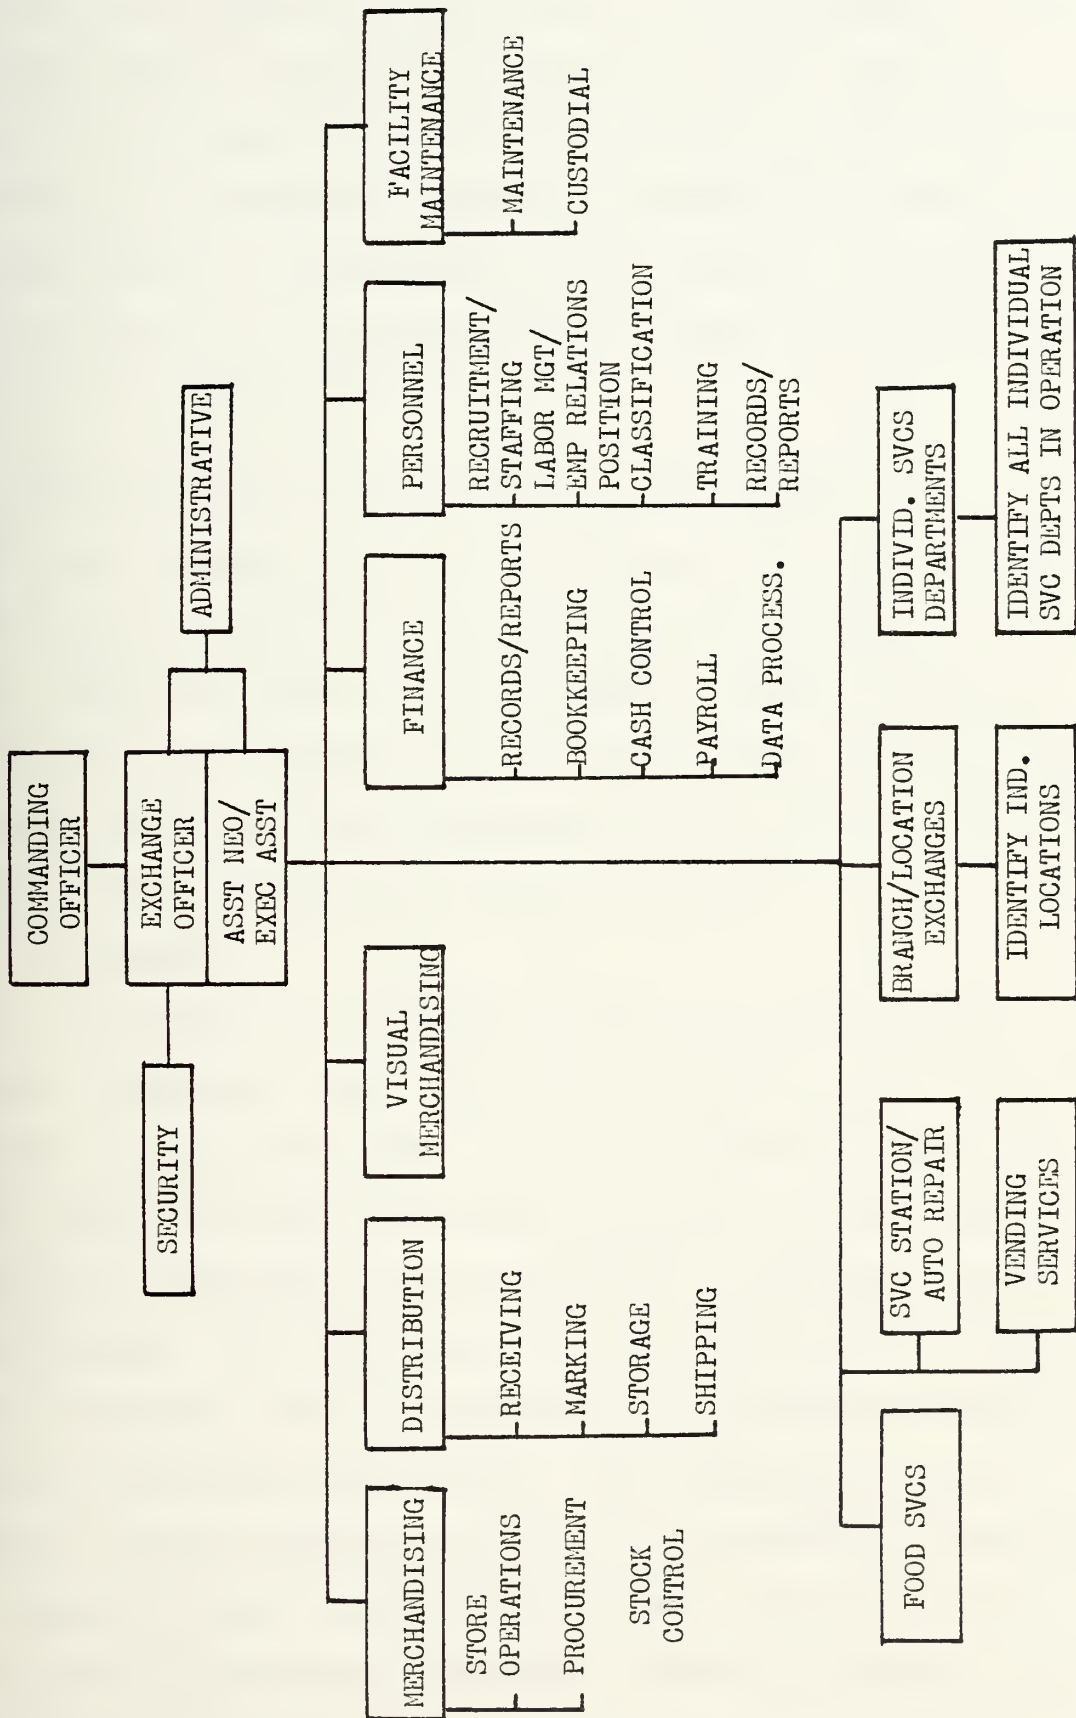 COMMANDING
OFFICER
SECURITY
EXCHANGE
OFFICER
ASST NEO/
EXEC ASST
ADMINISTRATIVE
MERCHANDISING
STORE
OPERATIONS
PROCUREMENT
STOCK
CONTROL
DISTRIBUTION
RECEIVING
MARKING
STORAGE
SHIPPING
VISUAL
MERCHANDISING
FINANCE
RECORDS/REPORTS
BOOKKEEPING
CASH CONTROL
PAYROLL
DATA PROCESS.
PERSONNEL
RECRUITMENT/
STAFFING
LABOR MGT/
EMP RELATIONS
POSITION
CLASSIFICATION
TRAINING
RECORDS/
REPORTS
FACILITY
MAINTENANCE
MAINTENANCE
CUSTODIAL
FOOD SVCS
SVC STATION/
AUTO REPAIR
VENDING
SERVICES
BRANCH/LOCATION
EXCHANGES
IDENTIFY IND.
LOCATIONS
INDIVID. SVCS
DEPARTMENTS
IDENTIFY ALL INDIVIDUAL
SVC DEPTS IN OPERATION